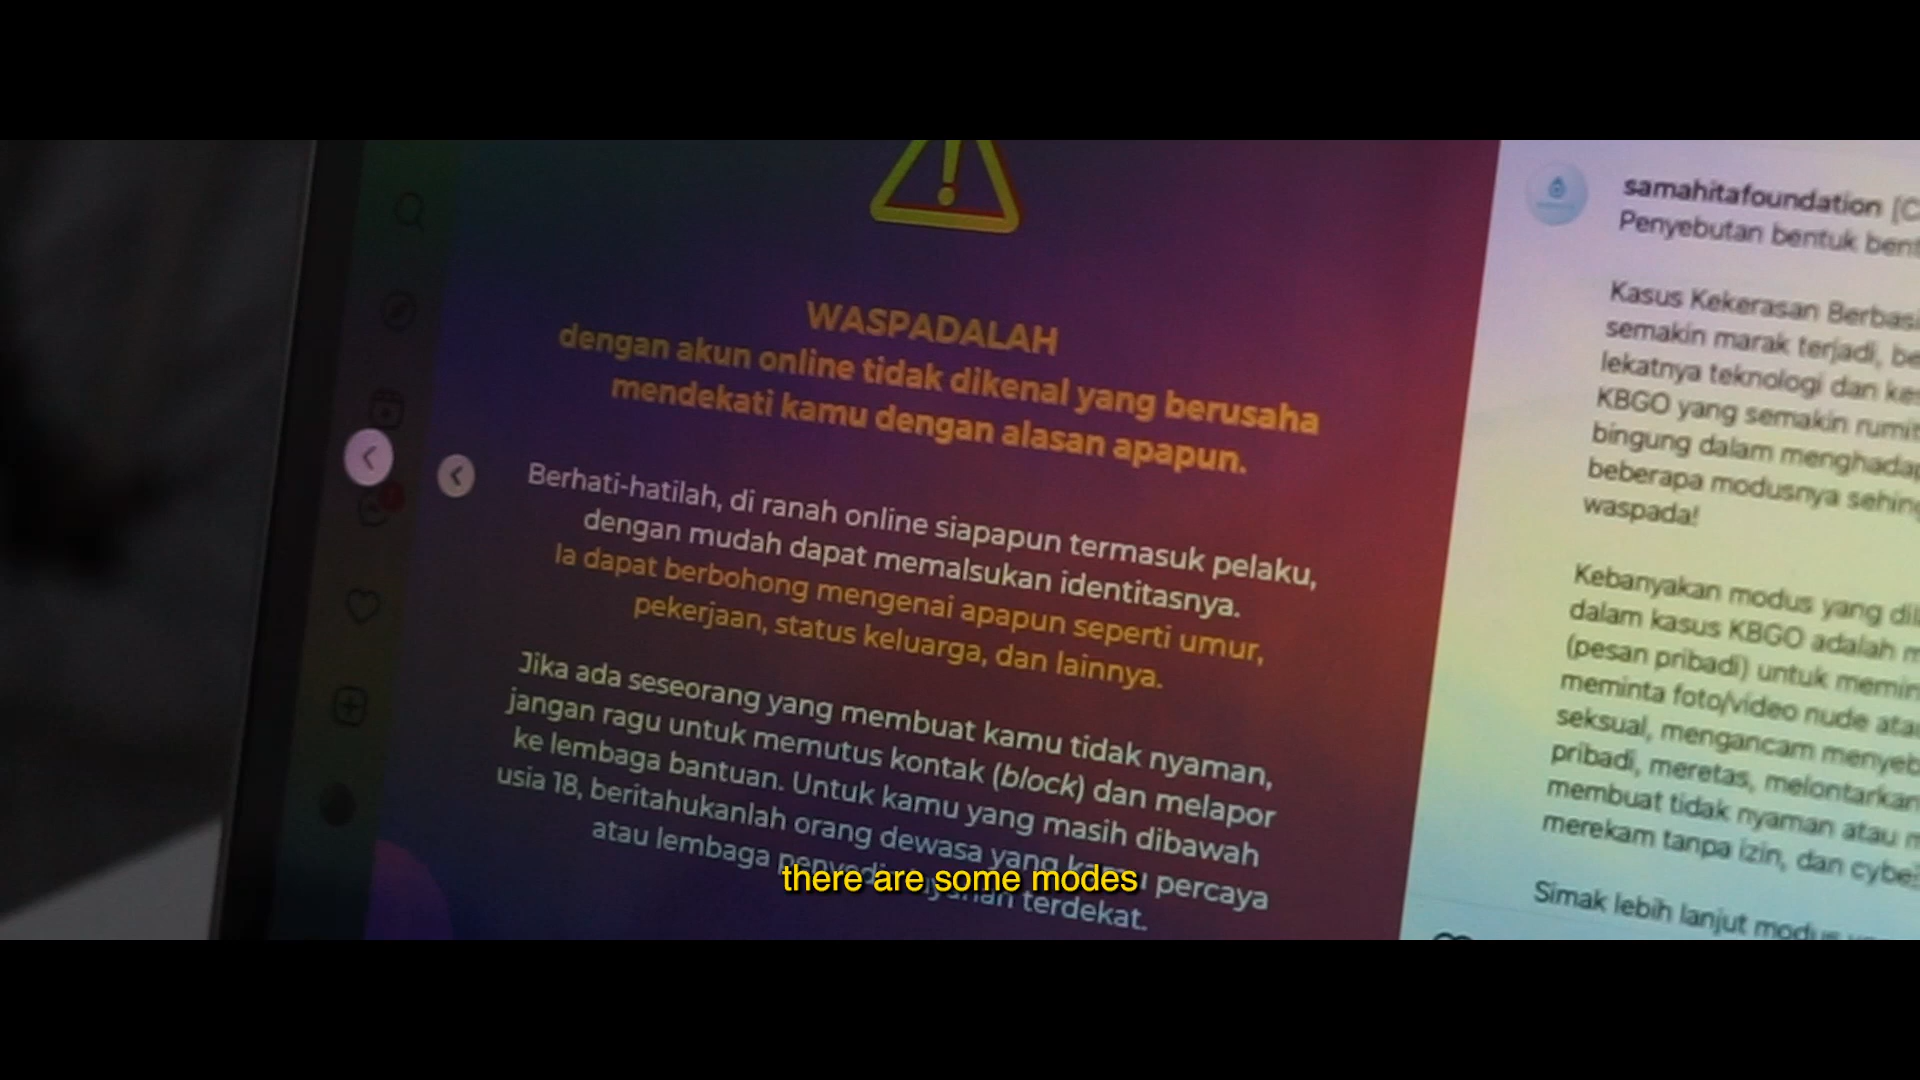 WASPADALAH
dengan akun online tidak dikenal yang berusaha
mendekati kamu dengan alasan apapun.
Berhati-hatilah, di ranah online siapapun termasuk pelaku,
dengan mudah dapat memalsukan identitasnya.
Ia dapat berbohong mengenai apapun seperti umur,
pekerjaan, status keluarga, dan lainnya.
Jika ada seseorang yang membuat kamu tidak nyaman,
jangan ragu untuk memutus kontak (block) dan melapor
ke lembaga bantuan. Untuk kamu yang masih dibawah
usia 18, beritahukanlah orang dewasa yang kamu percaya
atau lembaga terdekat.
there are some modes
samahitafoundation
Penyebutan bentuk
Kasus Kekerasan
semakin marak terjadi,
lekatnya teknologi dan
KBGO yang semakin
bingung dalam
beberapa modusnya
waspada!
Kebanyakan modus yang
dalam kasus KBGO adalah
(pesan pribadi) untuk
meminta foto/video nude
seksual, mengancam
pribadi, meretas,
membuat tidak nyaman atau
merekam tanpa izin, dan
Simak lebih lanjut